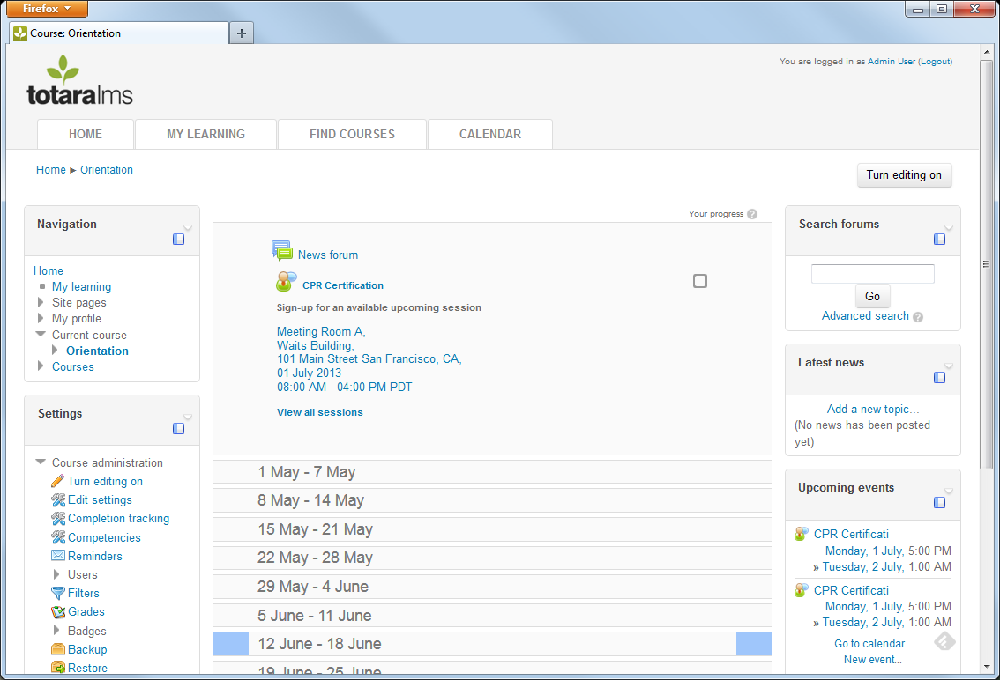 Firefox
Course: Orientation
You are logged in as Admin User (Logout)
totaralms
HOME
MY LEARNING
FIND COURSES
CALENDAR
Home ► Orientation
Turn editing on
Navigation
Home
My learning
Site pages
My profile
Current course
Orientation
Courses
Settings
Course administration
Turn editing on
Edit settings
Completion tracking
Competencies
Reminders
Users
Filters
Grades
Badges
Backup
Restore
Your progress
News forum
CPR Certification
Sign-up for an available upcoming session
Meeting Room A,
Waits Building,
101 Main Street San Francisco, CA,
01 July 2013
08:00 AM - 04:00 PM PDT
View all sessions
1 May - 7 May
8 May - 14 May
15 May - 21 May
22 May - 28 May
29 May - 4 June
5 June - 11 June
12 June - 18 June
19 June - 25 June
Search forums
Go
Advanced search
Latest news
Add a new topic...
(No news has been posted
yet)
Upcoming events
CPR Certificati
Monday, 1 July, 5:00 PM
» Tuesday, 2 July, 1:00 AM
CPR Certificati
Monday, 1 July, 5:00 PM
» Tuesday, 2 July, 1:00 AM
Go to calendar...
New event...